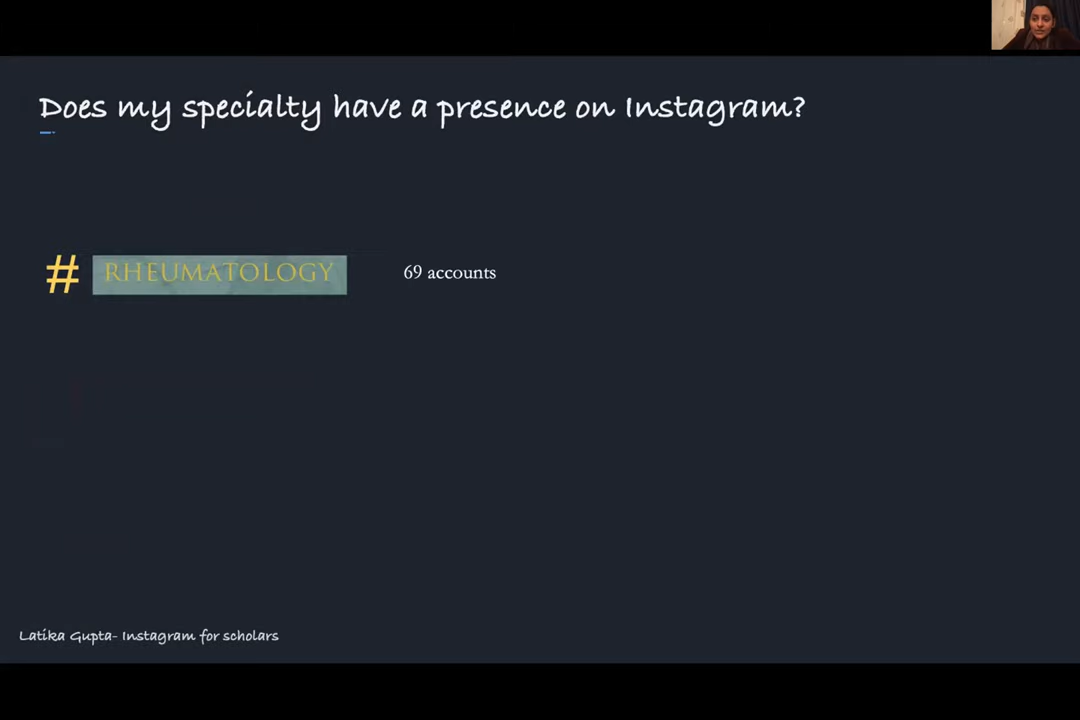 Does my specialty have a presence on Instagram?
# RHEUMATOLOGY 69 accounts
Latika Gupta- Instagram for scholars